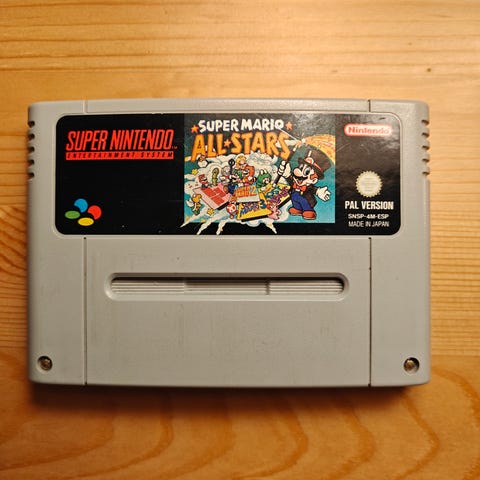 SUPER NINTENDO
ENTERTAINMENT SYSTEM
SUPER MARIO
ALL★STARS
Nintendo
PAL VERSION
SNSP-4M-ESP
MADE IN JAPAN